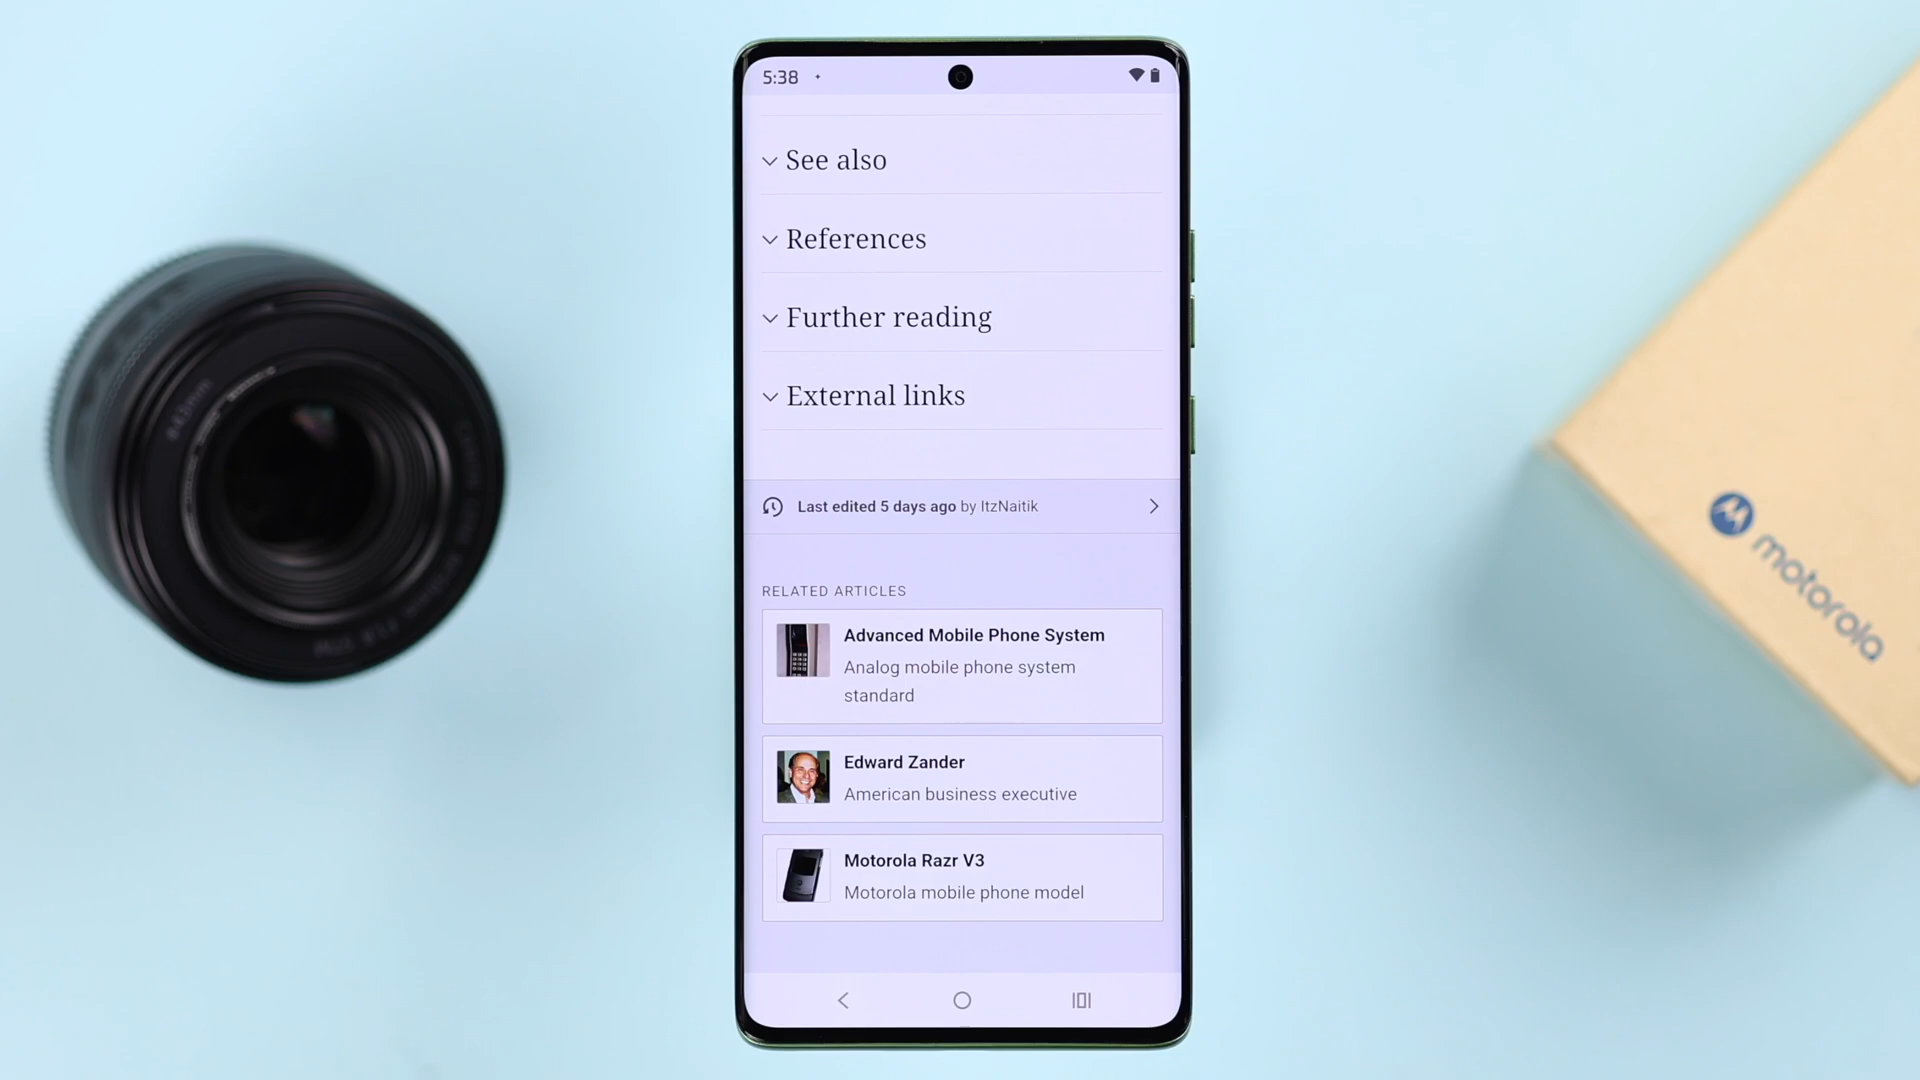 5:38
See also
References
Further reading
External links
Last edited 5 days ago by ItzNaitik
RELATED ARTICLES
Advanced Mobile Phone System
Analog mobile phone system
standard
Edward Zander
American business executive
Motorola Razr V3
Motorola mobile phone model
motorola